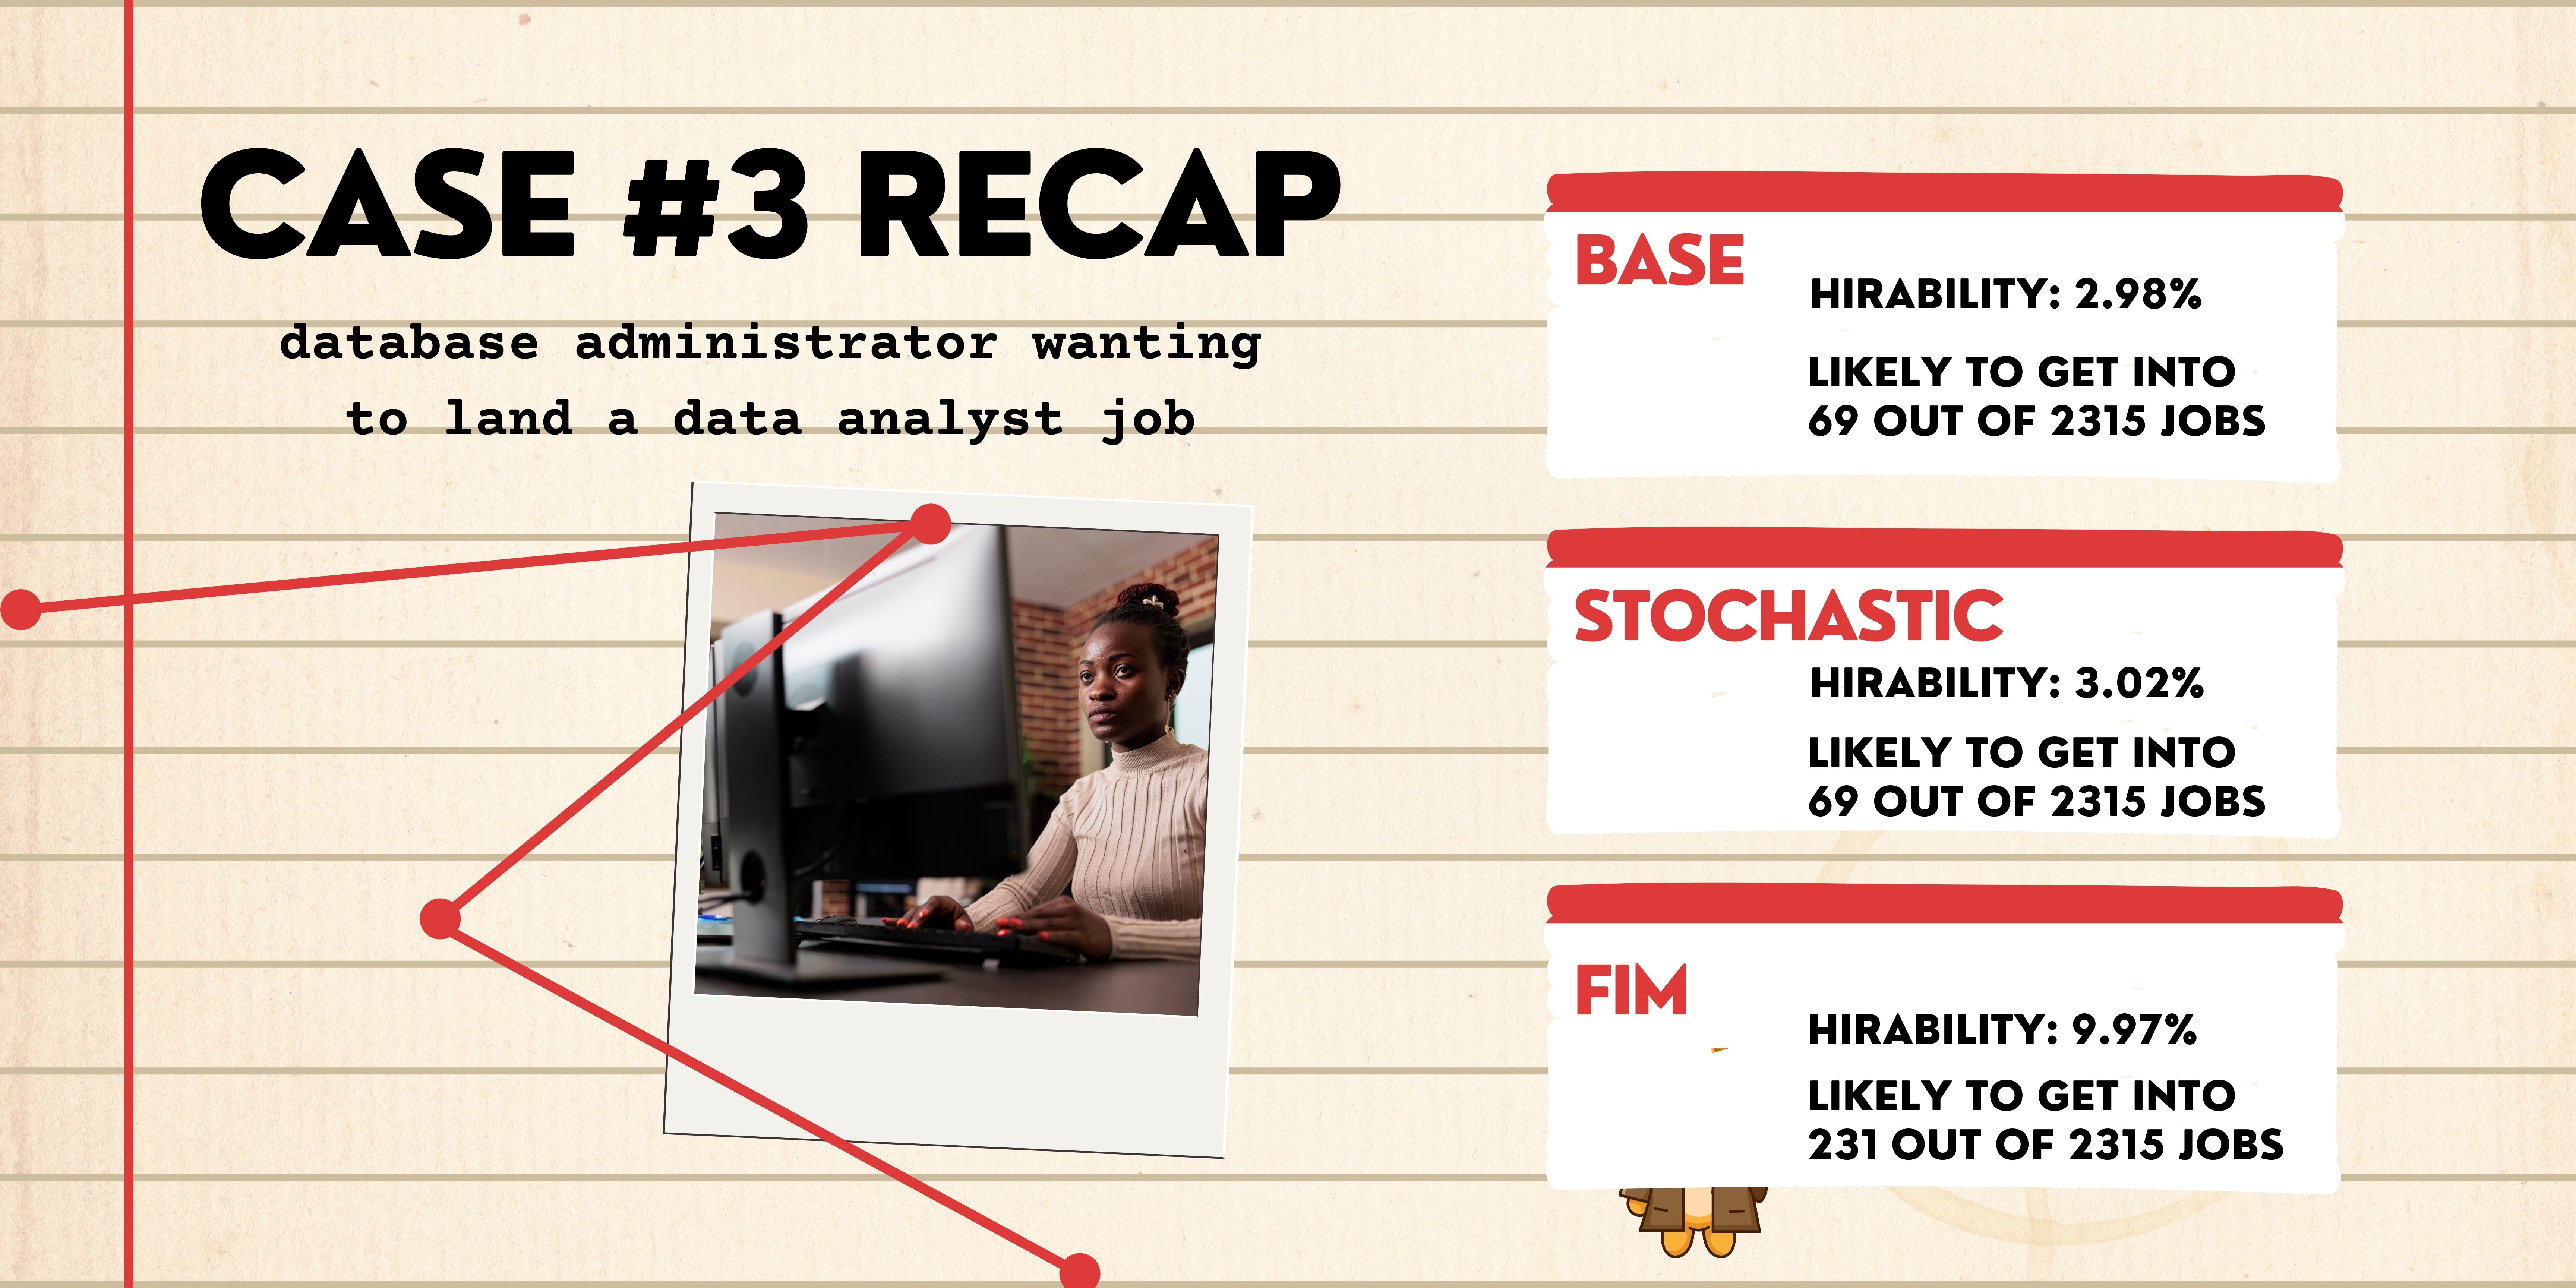 CASE #3 RECAP
database administrator wanting
to land a data analyst job
BASE
HIRABILITY: 2.98%
LIKELY TO GET INTO
69 OUT OF 2315 JOBS
STOCHASTIC
HIRABILITY: 3.02%
LIKELY TO GET INTO
69 OUT OF 2315 JOBS
FIM
HIRABILITY: 9.97%
LIKELY TO GET INTO
231 OUT OF 2315 JOBS